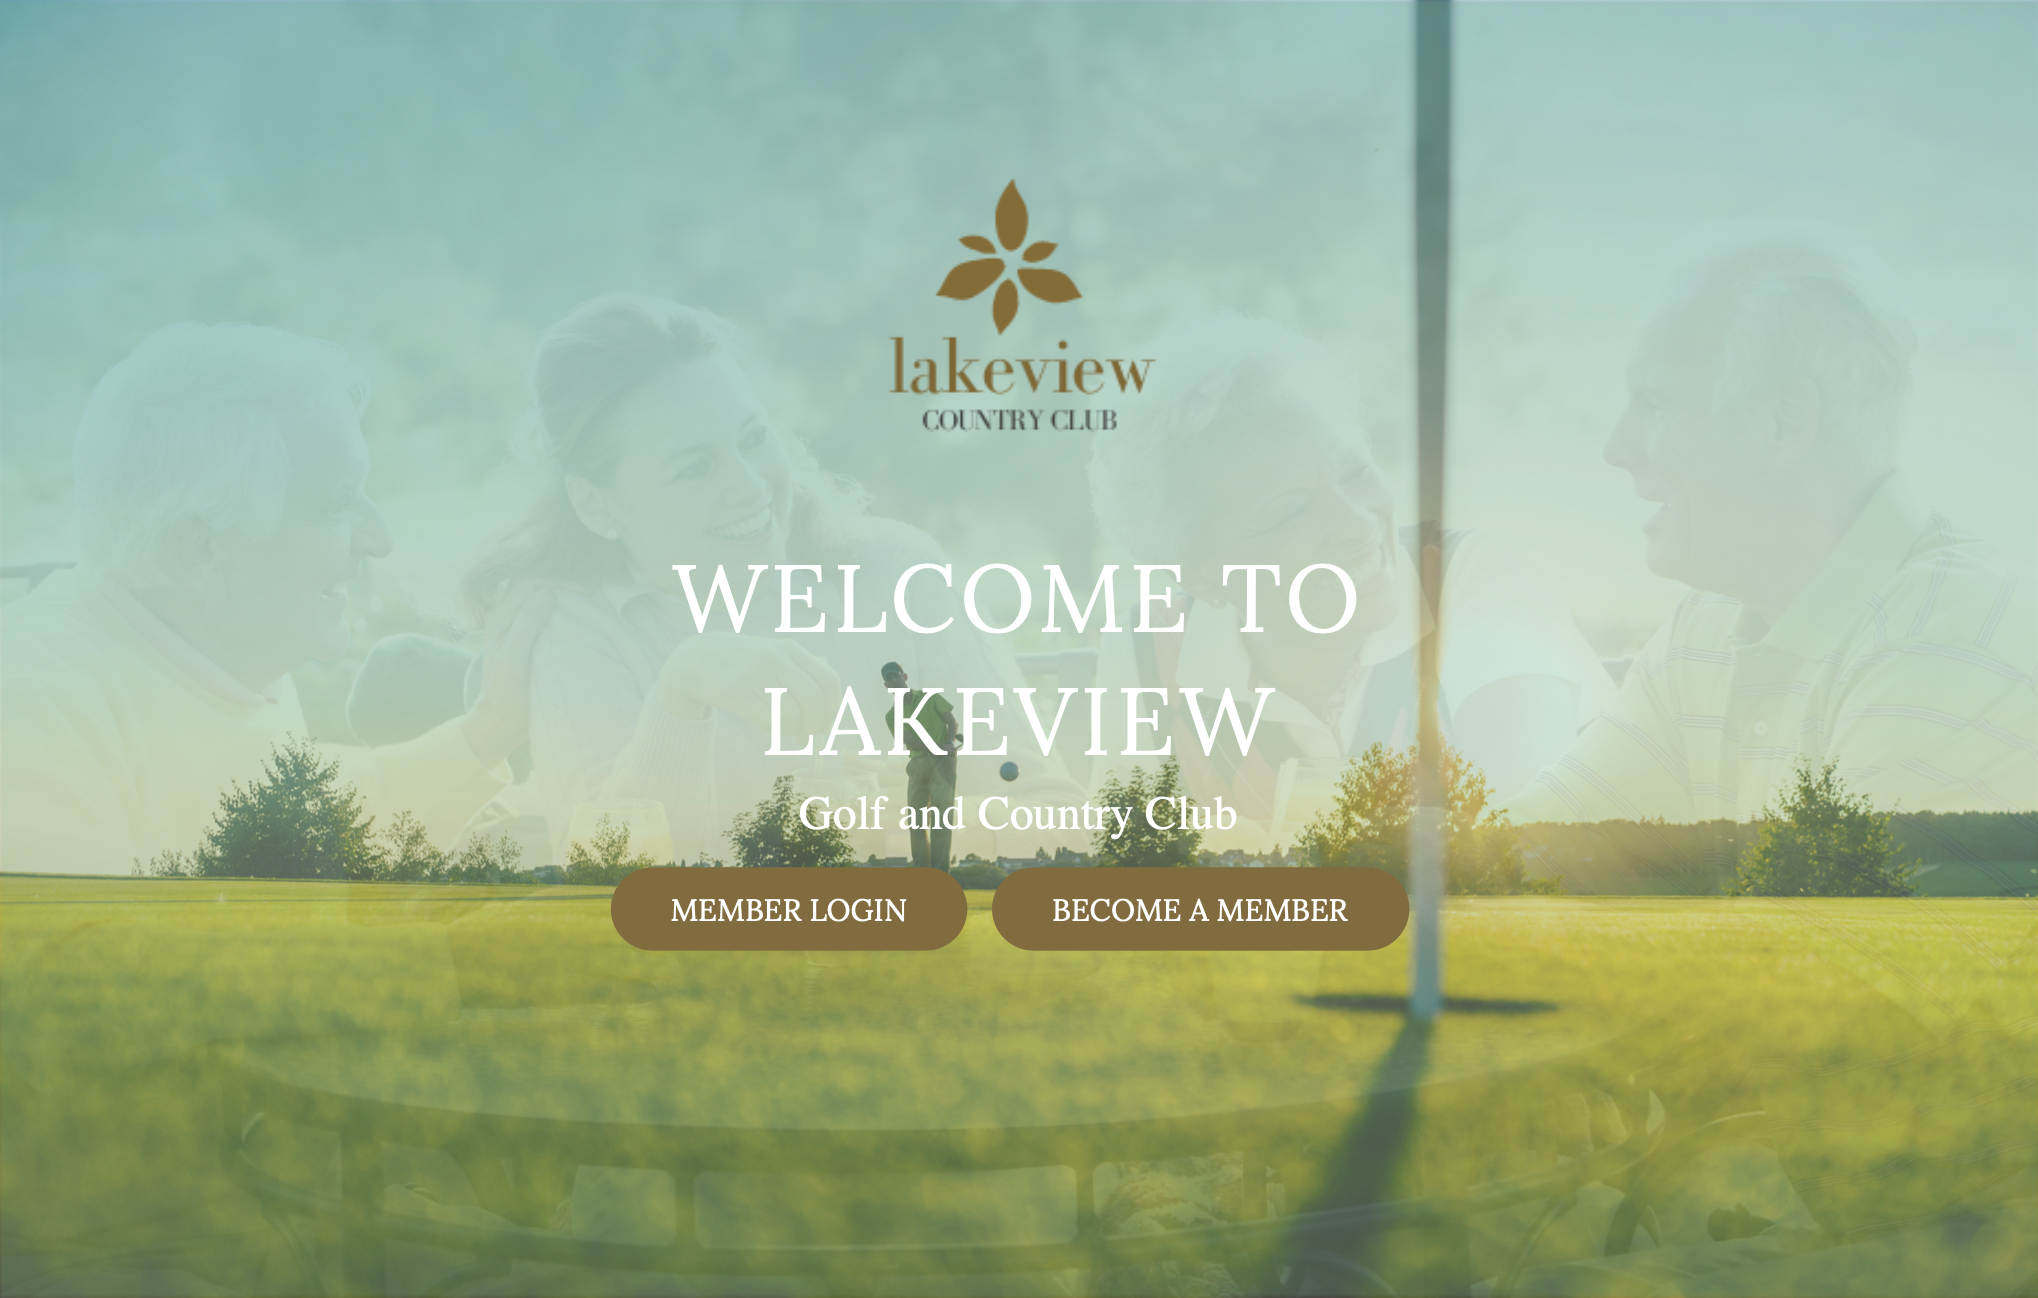 lakeview
COUNTRY CLUB
WELCOME TO
LAKEVIEW
Golf and Country Club
MEMBER LOGIN
BECOME A MEMBER